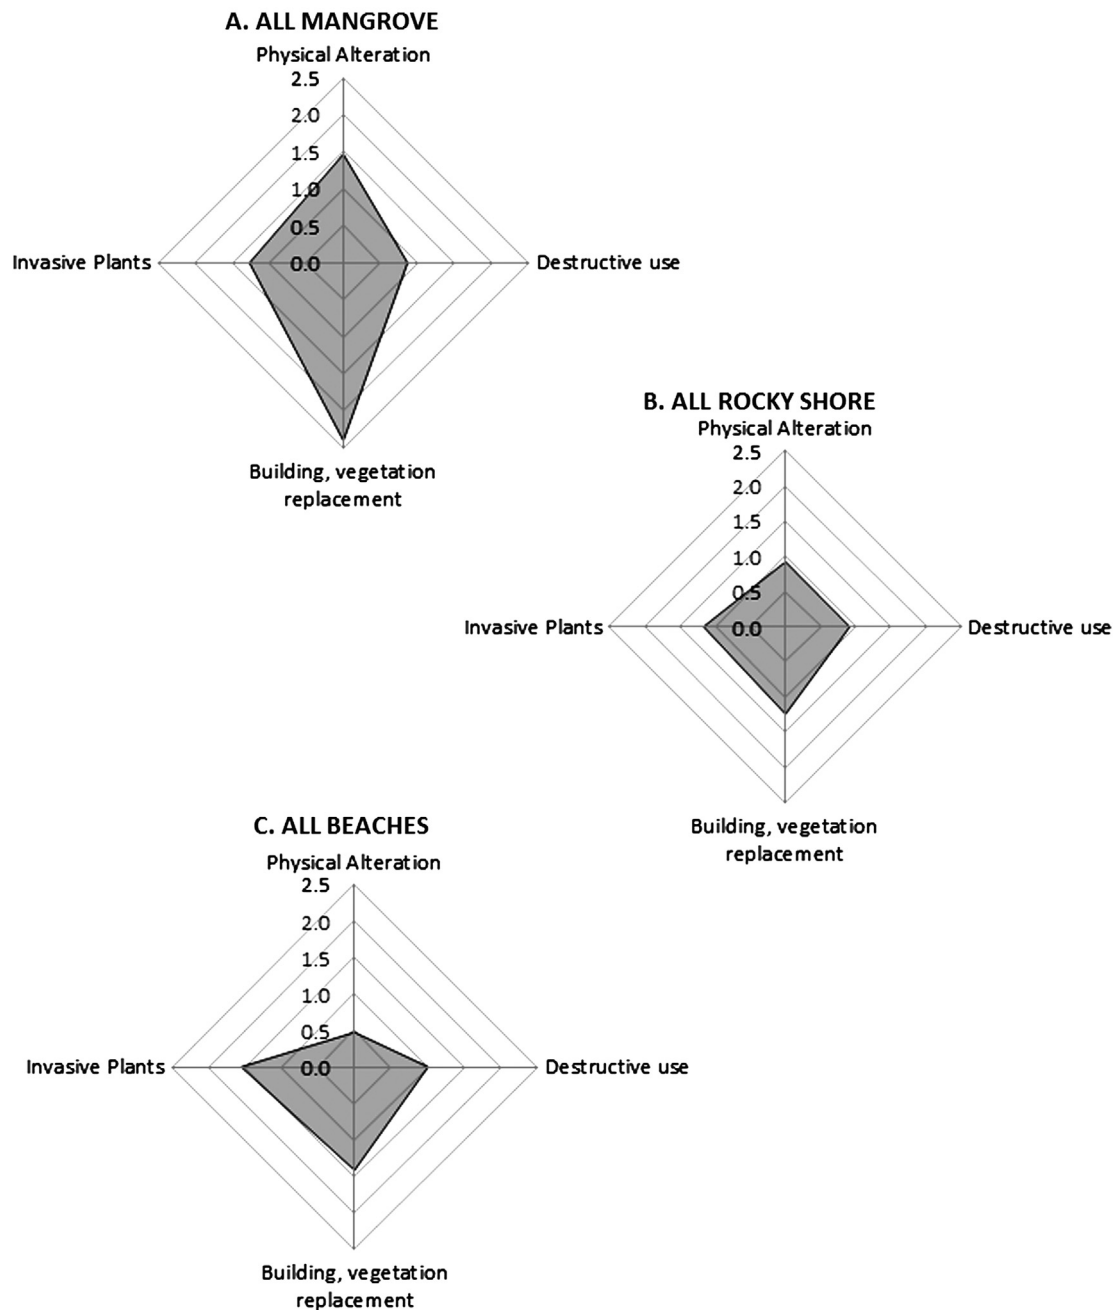 A. ALL MANGROVE
Physical Alteration
2.5
2.0
1.5
1.0
0.5
0.0
Invasive Plants
Destructive use
Building, vegetation
replacement
B. ALL ROCKY SHORE
Physical Alteration
2.5
2.0
1.5
1.0
0.5
0.0
Invasive Plants
Destructive use
Building, vegetation
replacement
C. ALL BEACHES
Physical Alteration
2.5
2.0
1.5
1.0
0.5
0.0
Invasive Plants
Destructive use
Building, vegetation
replacement